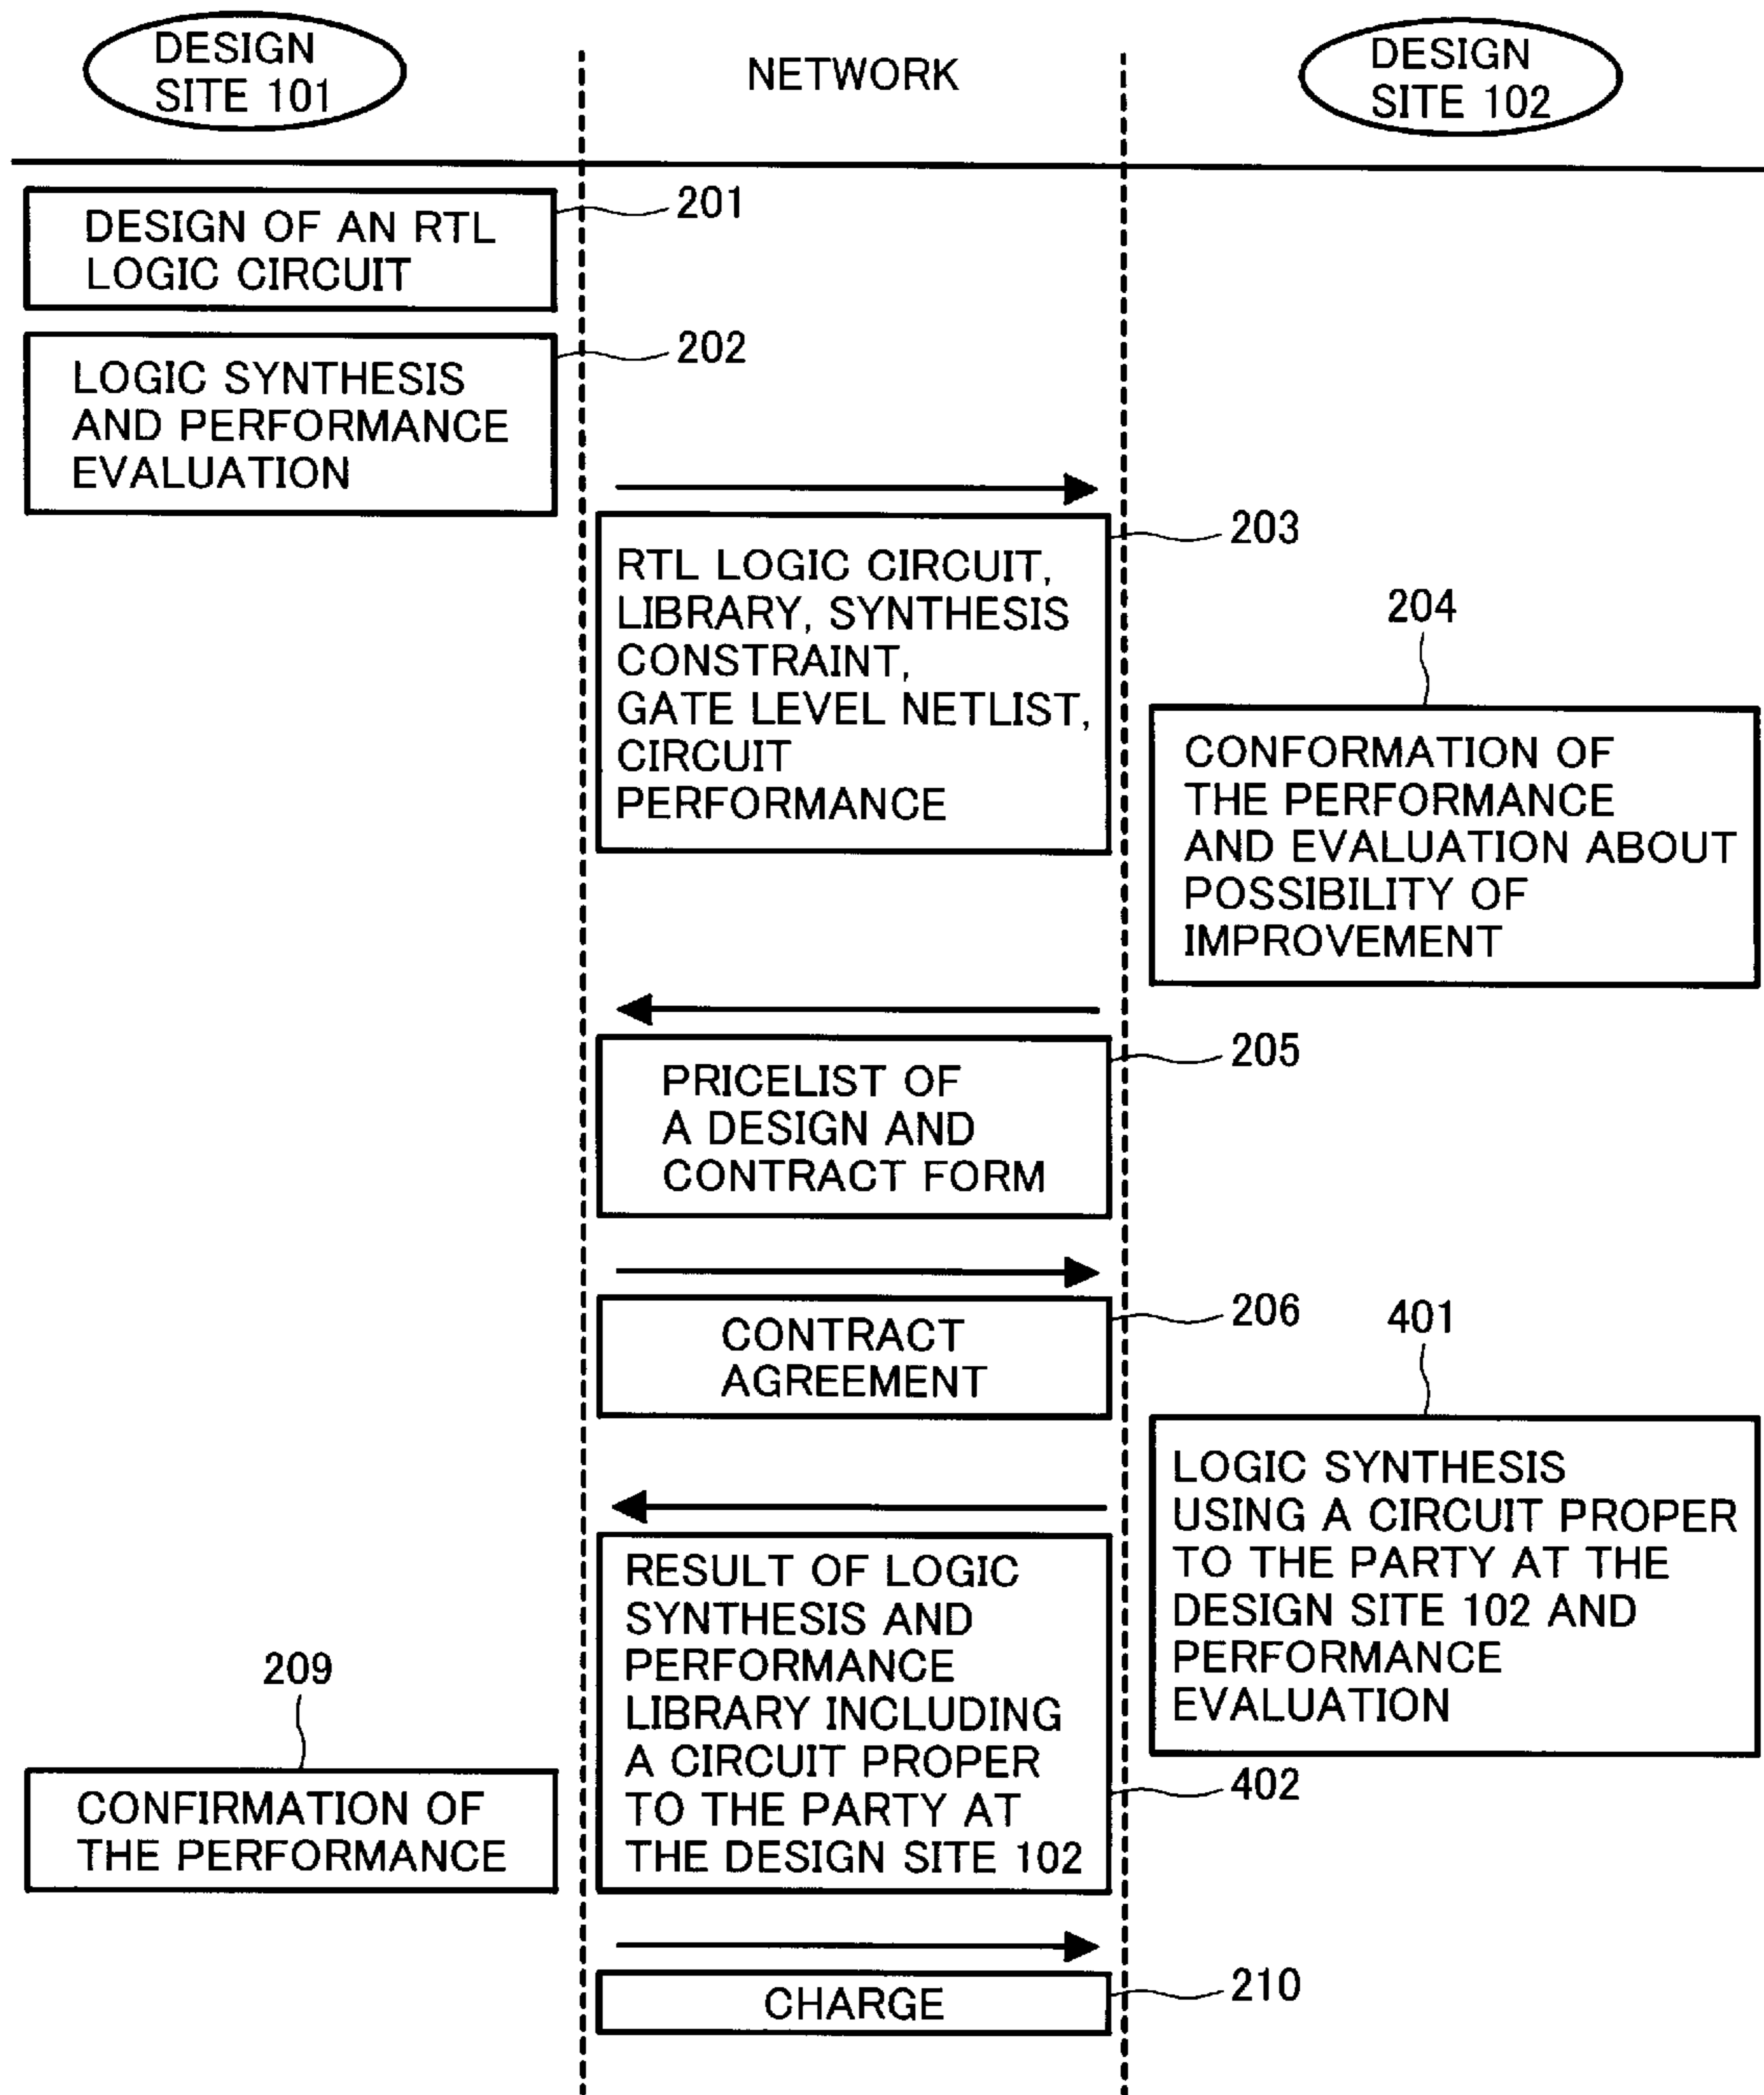 DESIGN
SITE 101
NETWORK
DESIGN
SITE 102
DESIGN OF AN RTL
LOGIC CIRCUIT
201
LOGIC SYNTHESIS
AND PERFORMANCE
EVALUATION
202
RTL LOGIC CIRCUIT,
LIBRARY, SYNTHESIS
CONSTRAINT,
GATE LEVEL NETLIST,
CIRCUIT
PERFORMANCE
203
204
CONFORMATION OF
THE PERFORMANCE
AND EVALUATION ABOUT
POSSIBILITY OF
IMPROVEMENT
PRICELIST OF
A DESIGN AND
CONTRACT FORM
205
CONTRACT
AGREEMENT
206
401
LOGIC SYNTHESIS
USING A CIRCUIT PROPER
TO THE PARTY AT THE
DESIGN SITE 102 AND
PERFORMANCE
EVALUATION
RESULT OF LOGIC
SYNTHESIS AND
PERFORMANCE
LIBRARY INCLUDING
A CIRCUIT PROPER
TO THE PARTY AT
THE DESIGN SITE 102
402
209
CONFIRMATION OF
THE PERFORMANCE
CHARGE
210